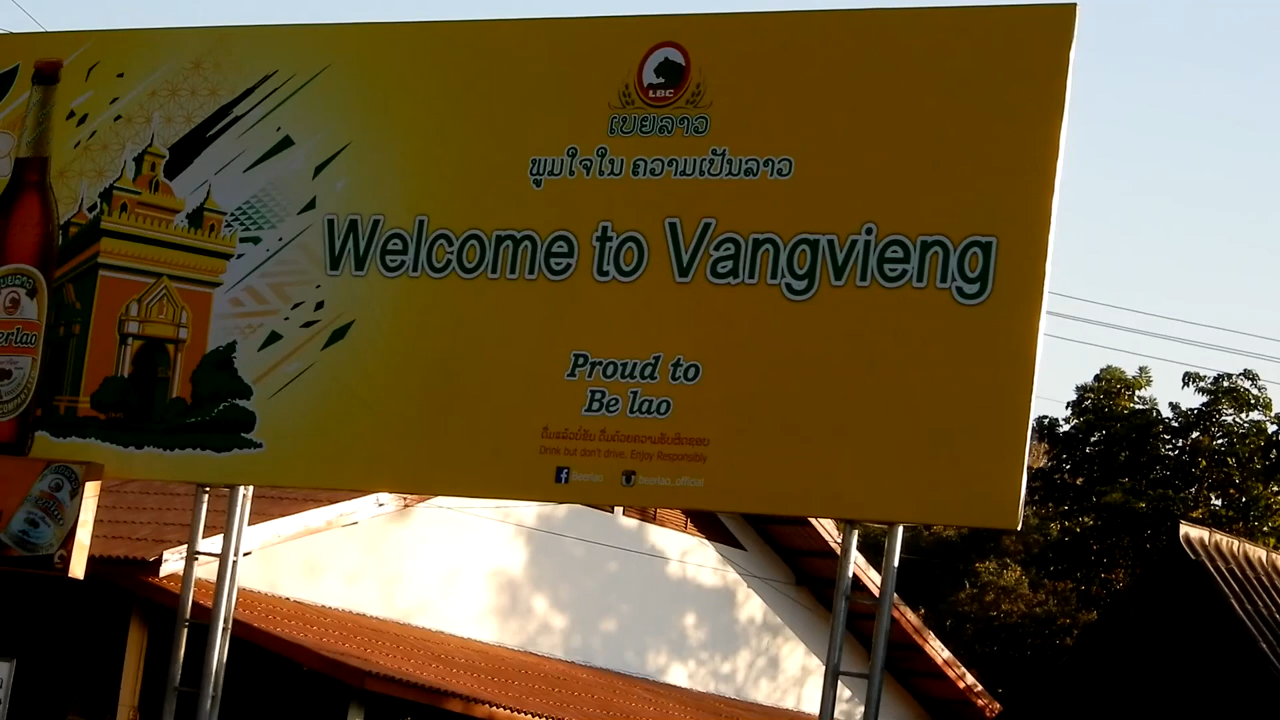 LBC
ເບຍລາວ
ພູມໃຈໃນ ຄວາມເປັນລາວ
Welcome to Vangvieng
Proud to
Be lao
ດື່ມແລ້ວຢ່າຂັບ ດື່ມດ້ວຍຄວາມຮັບຜິດຊອບ
Drink but don't drive. Enjoy Responsibly
Beerlao
beerlao_official
erlao